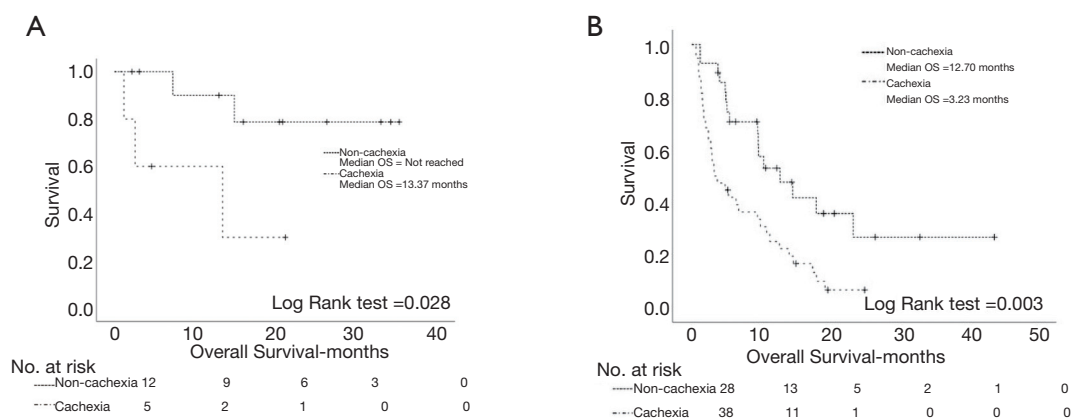 A
Survival
1.0
0.8
0.6
0.4
0.2
0.0
Non-cachexia
Median OS = Not reached
Cachexia
Median OS =13.37 months
Log Rank test =0.028
0 10 20 30 40
Overall Survival-months
No. at risk
Non-cachexia 12 9 6 3 0
Cachexia 5 2 1 0 0
B
Survival
1.0
0.8
0.6
0.4
0.2
0.0
Non-cachexia
Median OS =12.70 months
Cachexia
Median OS =3.23 months
Log Rank test =0.003
0 10 20 30 40 50
Overall Survival-months
No. at risk
Non-cachexia 28 13 5 2 1 0
Cachexia 38 11 1 0 0 0